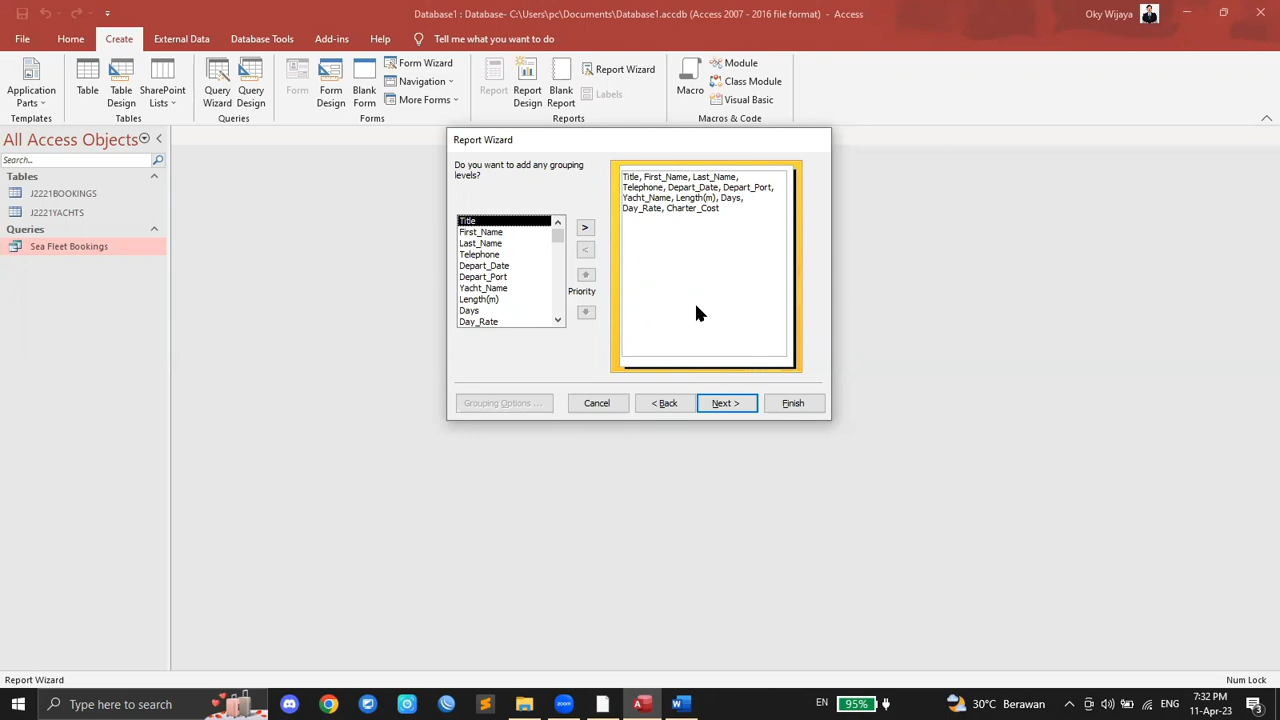 Database1 : Database- C:\Users\pc\Documents\Database1.accdb (Access 2007 - 2016 file format) - Access
Oky Wijaya
File Home Create External Data Database Tools Add-ins Help Tell me what you want to do
Application Parts
Table
Table Design
SharePoint Lists
Query Wizard
Query Design
Form
Form Design
Blank Form
Form Wizard
Navigation
More Forms
Report
Report Design
Blank Report
Report Wizard
Labels
Macro
Module
Class Module
Visual Basic
Templates Tables Queries Forms Reports Macros & Code
All Access Objects
Search...
Tables
J2221BOOKINGS
J2221YACHTS
Queries
Sea Fleet Bookings
Report Wizard
Do you want to add any grouping
levels?
Title
First_Name
Last_Name
Telephone
Depart_Date
Depart_Port
Yacht_Name
Length(m)
Days
Day_Rate
>
<
Priority
Title, First_Name, Last_Name,
Telephone, Depart_Date, Depart_Port,
Yacht_Name, Length(m), Days,
Day_Rate, Charter_Cost
Grouping Options ... Cancel < Back Next > Finish
Report Wizard
Num Lock
Type here to search
EN
95%
30°C Berawan
ENG
7:32 PM
11-Apr-23
3